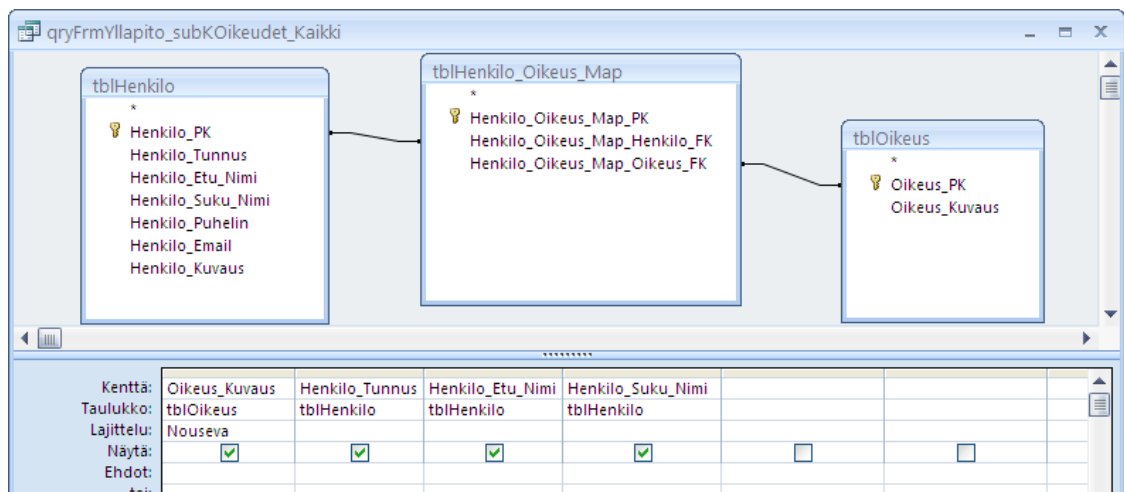 qryFrmYllapito_subKOikeudet_Kaikki
tblHenkilo
*
Henkilo_PK
Henkilo_Tunnus
Henkilo_Etu_Nimi
Henkilo_Suku_Nimi
Henkilo_Puhelin
Henkilo_Email
Henkilo_Kuvaus
tblHenkilo_Oikeus_Map
*
Henkilo_Oikeus_Map_PK
Henkilo_Oikeus_Map_Henkilo_FK
Henkilo_Oikeus_Map_Oikeus_FK
tblOikeus
*
Oikeus_PK
Oikeus_Kuvaus
Kenttä: Oikeus_Kuvaus Henkilo_Tunnus Henkilo_Etu_Nimi Henkilo_Suku_Nimi
Taulukko: tblOikeus tblHenkilo tblHenkilo tblHenkilo
Lajittelu: Nouseva
Näytä:
Ehdot:
tai: